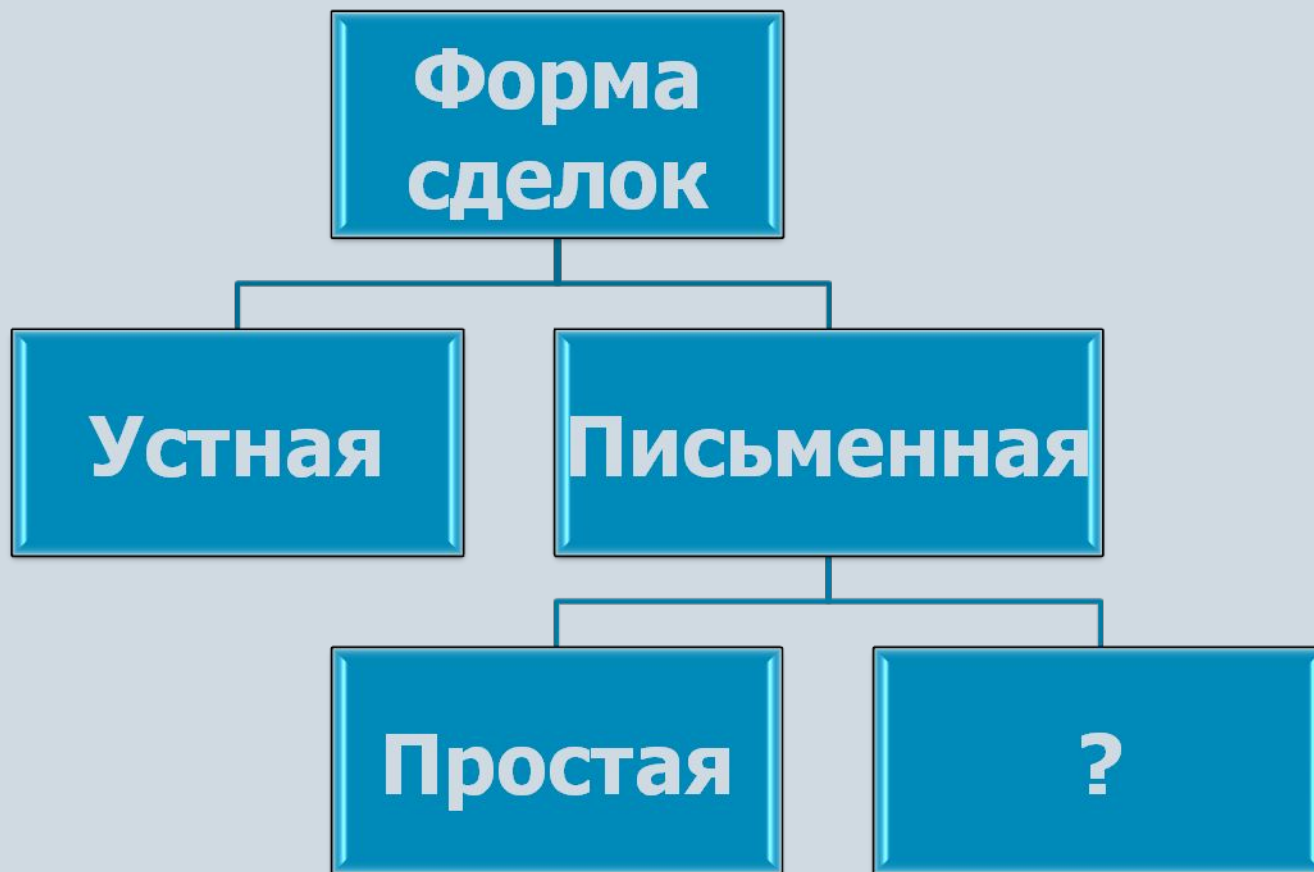 Форма
сделок
Устная
Письменная
Простая
?